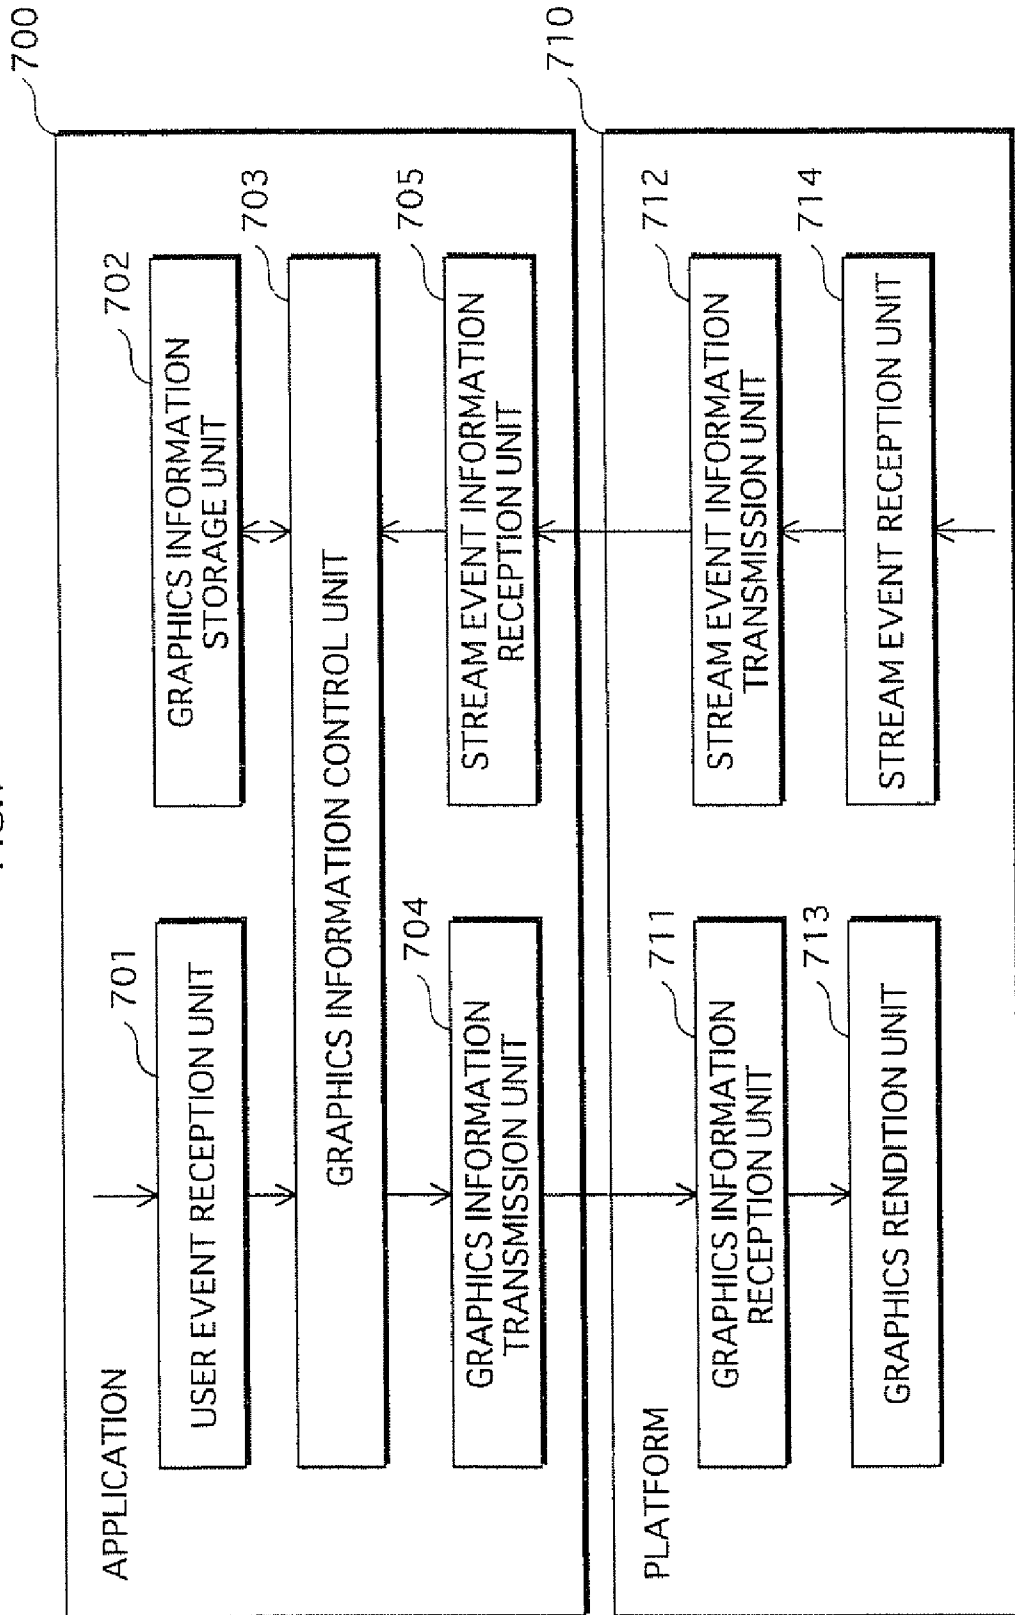 700
APPLICATION
701
USER EVENT RECEPTION UNIT
702
GRAPHICS INFORMATION
STORAGE UNIT
703
GRAPHICS INFORMATION CONTROL UNIT
704
GRAPHICS INFORMATION
TRANSMISSION UNIT
705
STREAM EVENT INFORMATION
RECEPTION UNIT
710
PLATFORM
711
GRAPHICS INFORMATION
RECEPTION UNIT
712
STREAM EVENT INFORMATION
TRANSMISSION UNIT
713
GRAPHICS RENDITION UNIT
714
STREAM EVENT RECEPTION UNIT